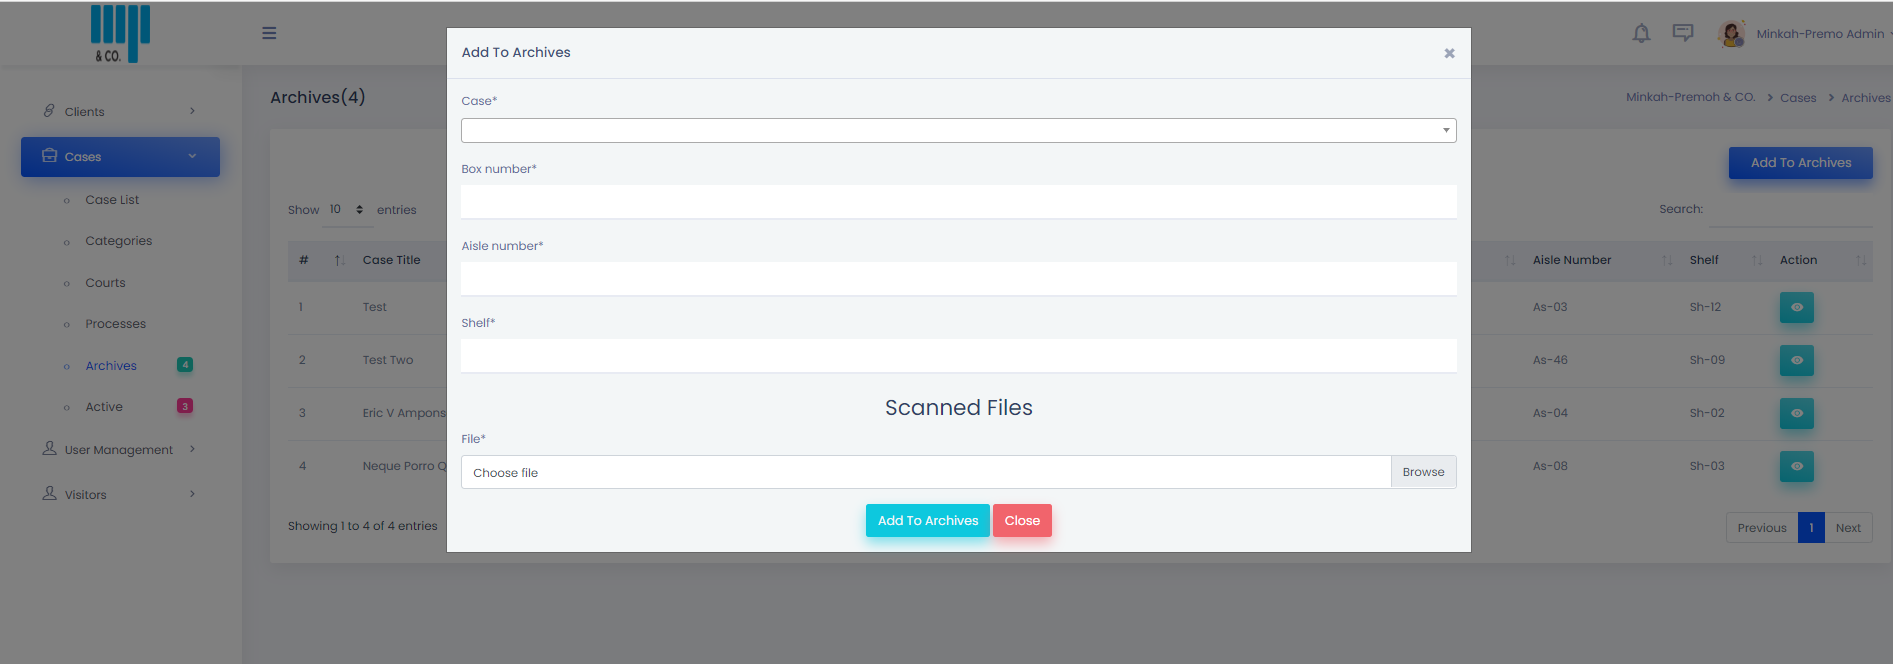 & CO.
Minkah-Premo Admin
Clients
Cases
Case List
Categories
Courts
Processes
Archives 4
Active 3
User Management
Visitors
Archives(4)
Minkah-Premoh & CO. > Cases > Archives
Add To Archives
Show 10 entries
Search:
# Case Title Aisle Number Shelf Action
1 Test As-03 Sh-12
2 Test Two As-46 Sh-09
3 Eric V Ampons As-04 Sh-02
4 Neque Porro Q As-08 Sh-03
Showing 1 to 4 of 4 entries
Previous 1 Next
Add To Archives
Case*
Box number*
Aisle number*
Shelf*
Scanned Files
File*
Choose file Browse
Add To Archives Close